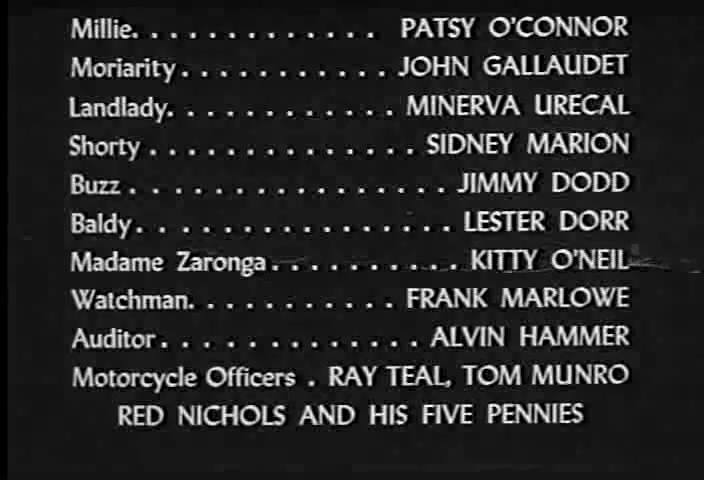 Millie. . . . . . . . . . . . . PATSY O'CONNOR
Moriarity . . . . . . . . . . . JOHN GALLAUDET
Landlady. . . . . . . . . . . . MINERVA URECAL
Shorty . . . . . . . . . . . . . . SIDNEY MARION
Buzz . . . . . . . . . . . . . . . . . JIMMY DODD
Baldy. . . . . . . . . . . . . . . . . LESTER DORR
Madame Zaronga. . . . . . . . . . KITTY O'NEIL
Watchman. . . . . . . . . . . FRANK MARLOWE
Auditor. . . . . . . . . . . . . . ALVIN HAMMER
Motorcycle Officers . RAY TEAL, TOM MUNRO
RED NICHOLS AND HIS FIVE PENNIES